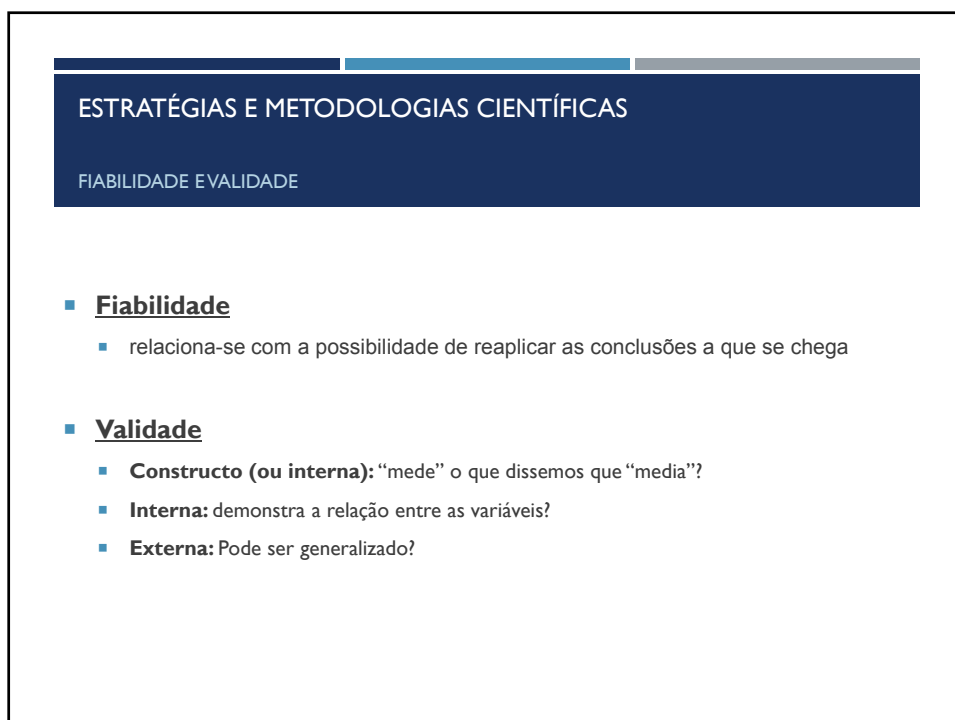 ESTRATÉGIAS E METODOLOGIAS CIENTÍFICAS
FIABILIDADE E VALIDADE
Fiabilidade
relaciona-se com a possibilidade de reaplicar as conclusões a que se chega
Validade
Constructo (ou interna): “mede” o que dissemos que “media”?
Interna: demonstra a relação entre as variáveis?
Externa: Pode ser generalizado?